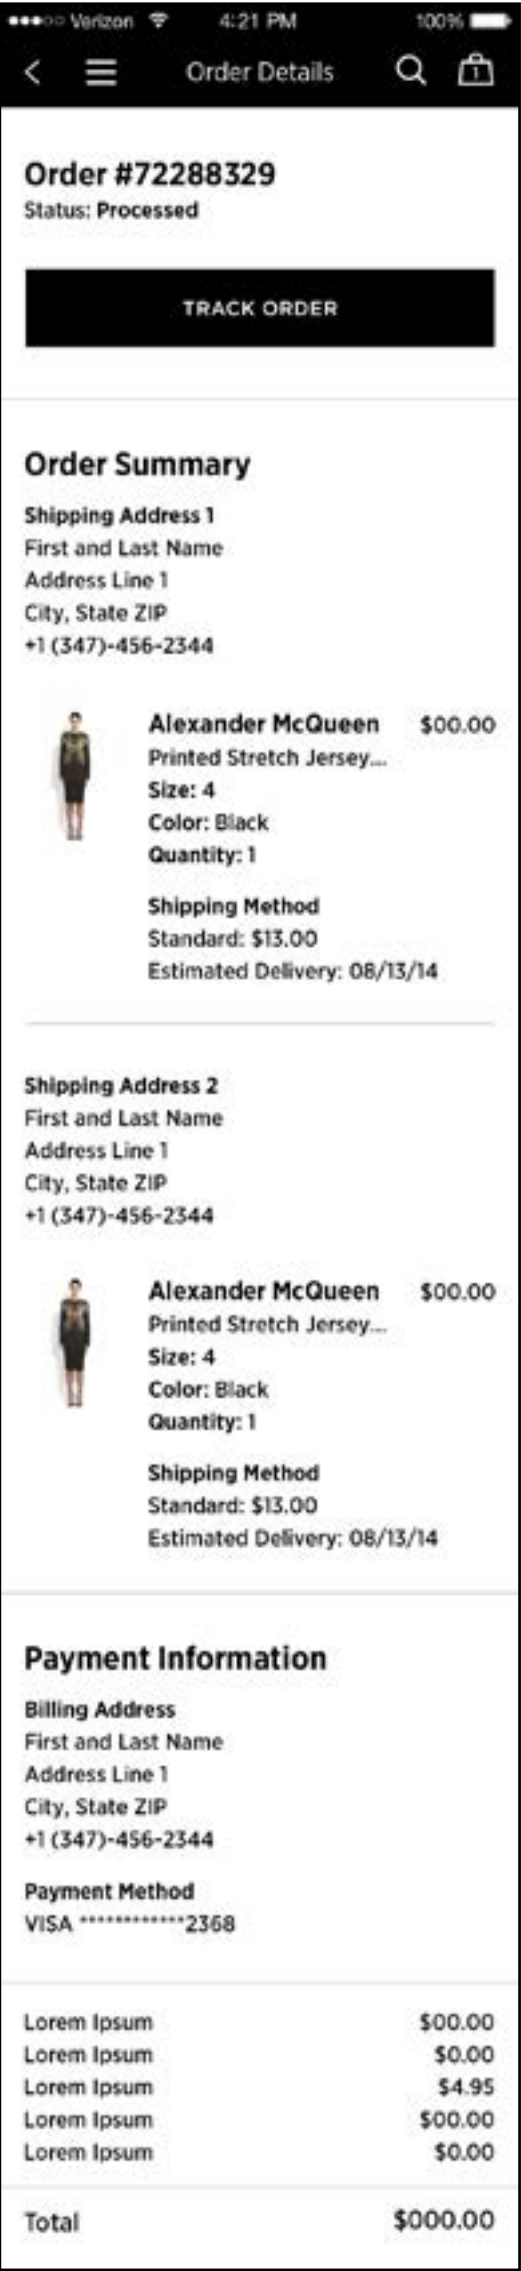 Verizon 4:21 PM 100%
Order Details 1
Order #72288329
Status: Processed
TRACK ORDER
Order Summary
Shipping Address 1
First and Last Name
Address Line 1
City, State ZIP
+1 (347)-456-2344
Alexander McQueen $00.00
Printed Stretch Jersey...
Size: 4
Color: Black
Quantity: 1
Shipping Method
Standard: $13.00
Estimated Delivery: 08/13/14
Shipping Address 2
First and Last Name
Address Line 1
City, State ZIP
+1 (347)-456-2344
Alexander McQueen $00.00
Printed Stretch Jersey...
Size: 4
Color: Black
Quantity: 1
Shipping Method
Standard: $13.00
Estimated Delivery: 08/13/14
Payment Information
Billing Address
First and Last Name
Address Line 1
City, State ZIP
+1 (347)-456-2344
Payment Method
VISA ************2368
Lorem Ipsum $00.00
Lorem Ipsum $0.00
Lorem Ipsum $4.95
Lorem Ipsum $00.00
Lorem Ipsum $0.00
Total $000.00